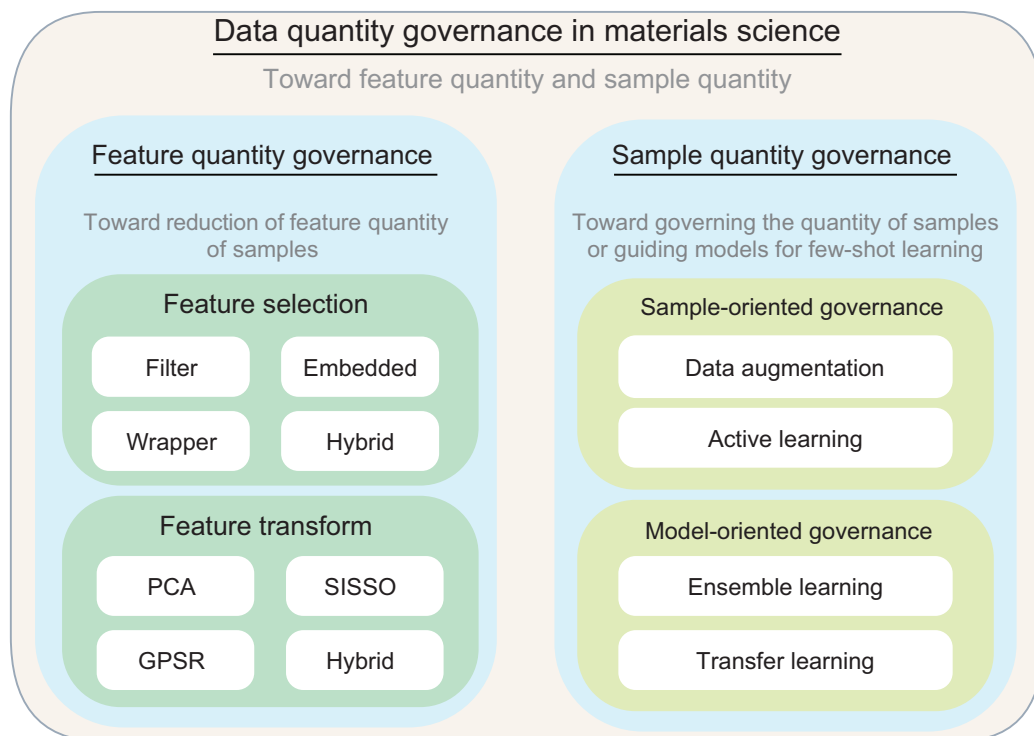 Data quantity governance in materials science
Toward feature quantity and sample quantity
Feature quantity governance
Toward reduction of feature quantity
of samples
Feature selection
Filter
Embedded
Wrapper
Hybrid
Feature transform
PCA
SISSO
GPSR
Hybrid
Sample quantity governance
Toward governing the quantity of samples
or guiding models for few-shot learning
Sample-oriented governance
Data augmentation
Active learning
Model-oriented governance
Ensemble learning
Transfer learning